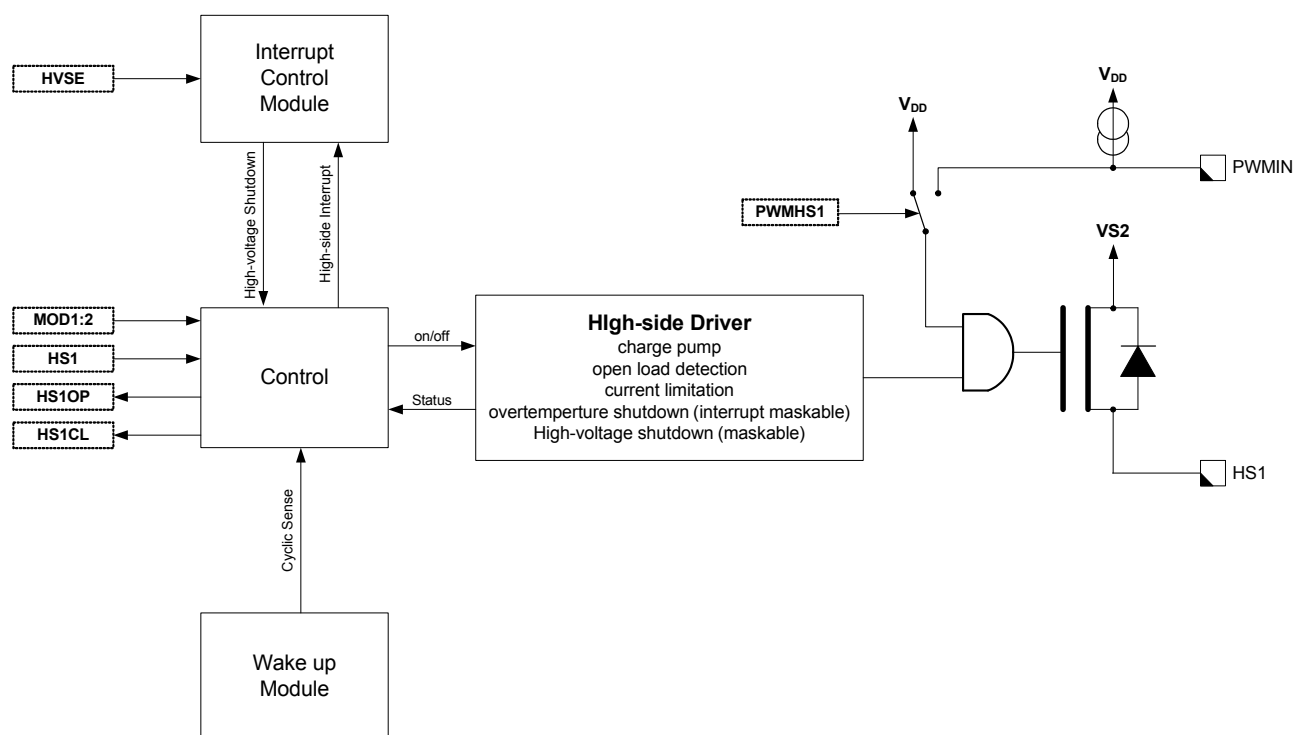 Interrupt
Control
Module
HVSE
High-voltage Shutdown
High-side Interrupt
VDD
VDD
PWMIN
PWMHS1
VS2
MOD1:2
HS1
HS1OP
HS1CL
Control
on/off
Status
HIgh-side Driver
charge pump
open load detection
current limitation
overtemperture shutdown (interrupt maskable)
High-voltage shutdown (maskable)
HS1
Cyclic Sense
Wake up
Module